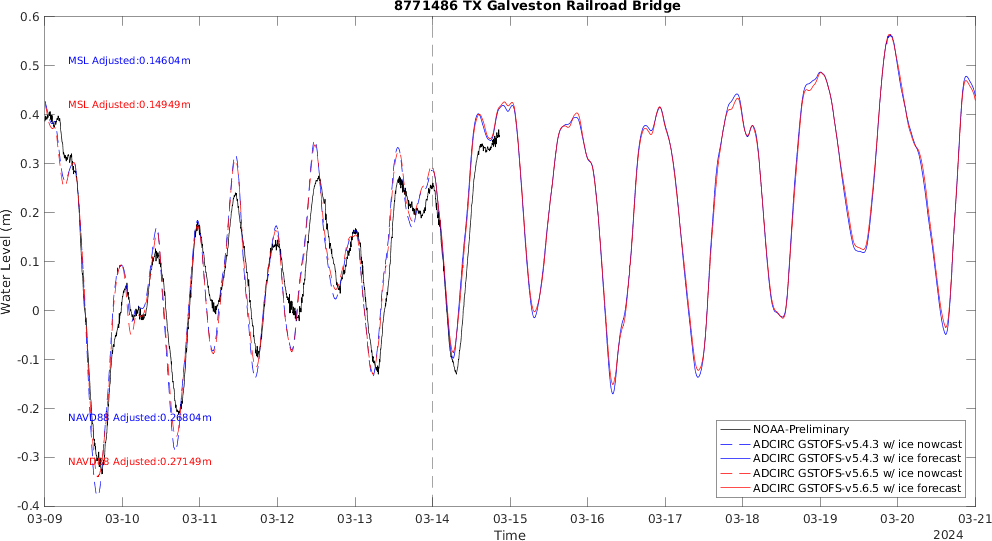 8771486 TX Galveston Railroad Bridge
0.6
0.5
0.4
0.3
0.2
0.1
0
-0.1
-0.2
-0.3
-0.4
Water Level (m)
MSL Adjusted:0.14604m
MSL Adjusted:0.14949m
NAVD88 Adjusted:0.26804m
NAVD88 Adjusted:0.27149m
NOAA-Preliminary
ADCIRC GSTOFS-v5.4.3 w/ ice nowcast
ADCIRC GSTOFS-v5.4.3 w/ ice forecast
ADCIRC GSTOFS-v5.6.5 w/ ice nowcast
ADCIRC GSTOFS-v5.6.5 w/ ice forecast
03-09 03-10 03-11 03-12 03-13 03-14 03-15 03-16 03-17 03-18 03-19 03-20 03-21
Time
2024